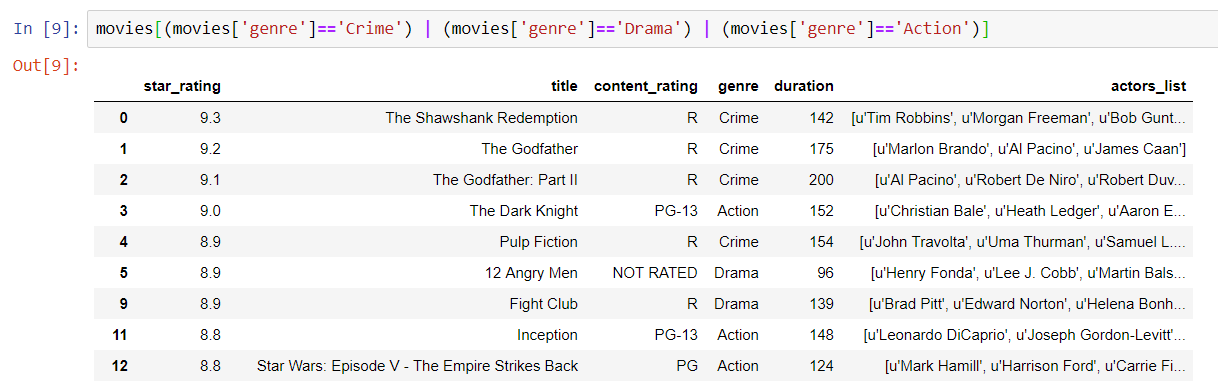 In [9]: movies[(movies['genre']=='Crime') | (movies['genre']=='Drama') | (movies['genre']=='Action')]
Out[9]:
star_rating title content_rating genre duration actors_list
0 9.3 The Shawshank Redemption R Crime 142 [u'Tim Robbins', u'Morgan Freeman', u'Bob Gunt...
1 9.2 The Godfather R Crime 175 [u'Marlon Brando', u'Al Pacino', u'James Caan']
2 9.1 The Godfather: Part II R Crime 200 [u'Al Pacino', u'Robert De Niro', u'Robert Duv...
3 9.0 The Dark Knight PG-13 Action 152 [u'Christian Bale', u'Heath Ledger', u'Aaron E...
4 8.9 Pulp Fiction R Crime 154 [u'John Travolta', u'Uma Thurman', u'Samuel L....
5 8.9 12 Angry Men NOT RATED Drama 96 [u'Henry Fonda', u'Lee J. Cobb', u'Martin Bals...
9 8.9 Fight Club R Drama 139 [u'Brad Pitt', u'Edward Norton', u'Helena Bonh...
11 8.8 Inception PG-13 Action 148 [u'Leonardo DiCaprio', u'Joseph Gordon-Levitt'...
12 8.8 Star Wars: Episode V - The Empire Strikes Back PG Action 124 [u'Mark Hamill', u'Harrison Ford', u'Carrie Fi...